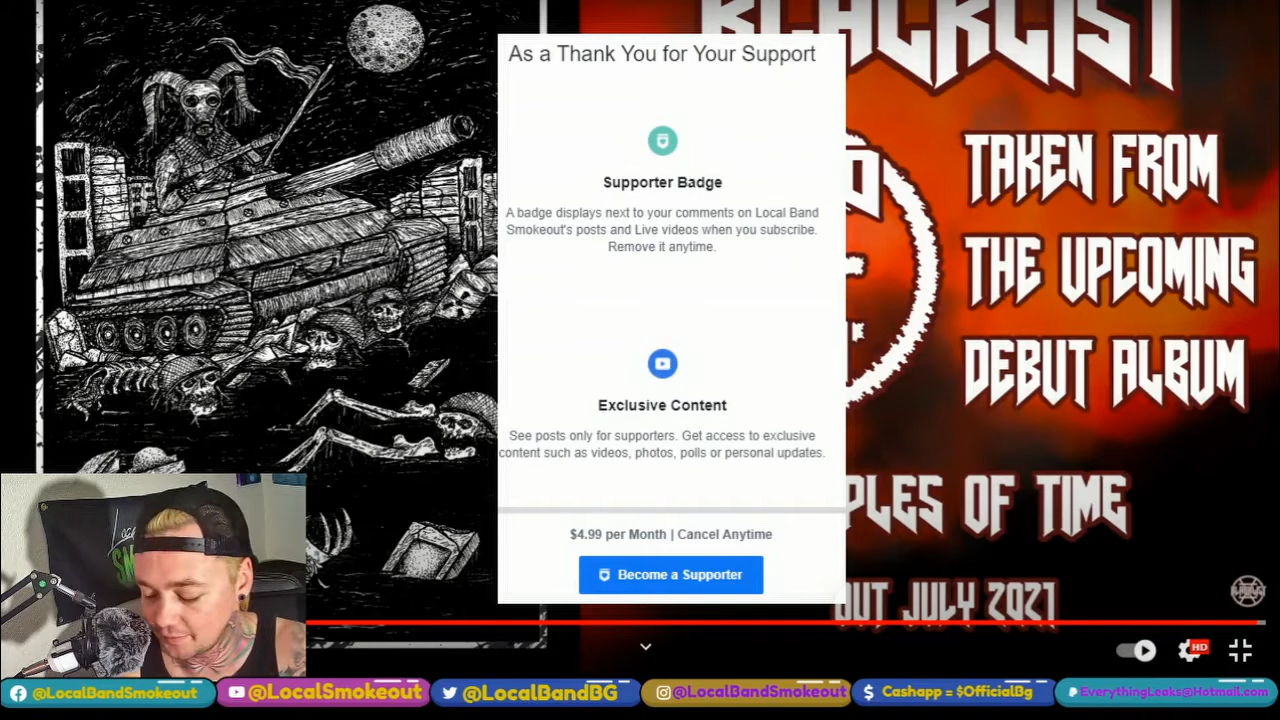 BLACKLIST
As a Thank You for Your Support
Supporter Badge
A badge displays next to your comments on Local Band
Smokeout's posts and Live videos when you subscribe.
Remove it anytime.
Exclusive Content
See posts only for supporters. Get access to exclusive
content such as videos, photos, polls or personal updates.
$4.99 per Month | Cancel Anytime
Become a Supporter
TAKEN FROM
THE UPCOMING
DEBUT ALBUM
PLES OF TIME
OUT JULY 2021
HD
@LocalBandSmokeout
@LocalSmokeout
@LocalBandBG
@LocalBandSmokeout
Cashapp = $OfficialBg
EverythingLeaks@Hotmail.com